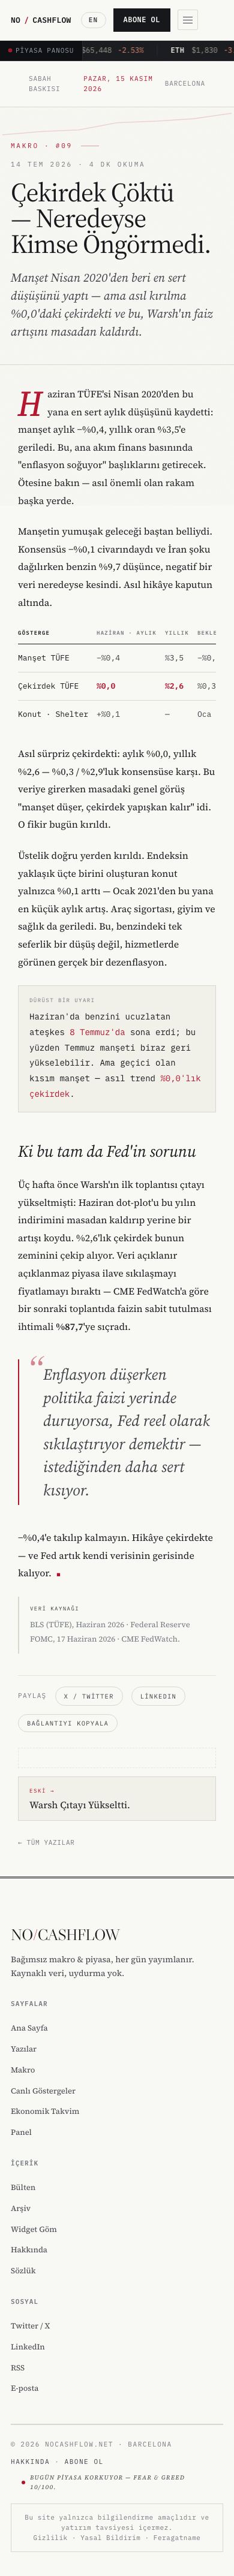 NO / CASHFLOW
EN
ABONE OL
PİYASA PANOSU
$65,448 -2.53%
ETH $1,830 -3
SABAH
BASKISI
PAZAR, 15 KASIM
2026
BARCELONA
MAKRO · #09
14 TEM 2026 · 4 DK OKUMA
Çekirdek Çöktü
— Neredeyse
Kimse Öngörmedi.
Manşet Nisan 2020'den beri en sert
düşüşünü yaptı — ama asıl kırılma
%0,0'daki çekirdekti ve bu, Warsh'ın faiz
artışını masadan kaldırdı.
Haziran TÜFE'si Nisan 2020'den bu
yana en sert aylık düşüşünü kaydetti:
manşet aylık −%0,4, yıllık oran %3,5'e
geriledi. Bu, ana akım finans basınında
"enflasyon soğuyor" başlıklarını getirecek.
Ötesine bakın — asıl önemli olan rakam
başka yerde.
Manşetin yumuşak geleceği baştan belliydi.
Konsensüs −%0,1 civarındaydı ve İran şoku
dağılırken benzin %9,7 düşünce, negatif bir
veri neredeyse kesindi. Asıl hikâye kaputun
altında.
GÖSTERGE HAZİRAN · AYLIK YILLIK BEKLE
Manşet TÜFE −%0,4 %3,5 −%0,
Çekirdek TÜFE %0,0 %2,6 %0,3
Konut · Shelter +%0,1 — Oca
Asıl sürpriz çekirdekti: aylık %0,0, yıllık
%2,6 — %0,3 / %2,9'luk konsensüse karşı. Bu
veriye girerken masadaki genel görüş
"manşet düşer, çekirdek yapışkan kalır" idi.
O fikir bugün kırıldı.
Üstelik doğru yerden kırıldı. Endeksin
yaklaşık üçte birini oluşturan konut
yalnızca %0,1 arttı — Ocak 2021'den bu yana
en küçük aylık artış. Araç sigortası, giyim ve
sağlık da geriledi. Bu, benzindeki tek
seferlik bir düşüş değil, hizmetlerde
görünen gerçek bir dezenflasyon.
DÜRÜST BİR UYARI
Haziran'da benzini ucuzlatan
ateşkes 8 Temmuz'da sona erdi; bu
yüzden Temmuz manşeti biraz geri
yükselebilir. Ama geçici olan
kısım manşet — asıl trend %0,0'lık
çekirdek.
Ki bu tam da Fed'in sorunu
Üç hafta önce Warsh'ın ilk toplantısı çıtayı
yükseltmişti: Haziran dot-plot'u bu yılın
indirimini masadan kaldırıp yerine bir
artışı koydu. %2,6'lık çekirdek bunun
zeminini çekip alıyor. Veri açıklanır
açıklanmaz piyasa ilave sıkılaşmayı
fiyatlamayı bıraktı — CME FedWatch'a göre
bir sonraki toplantıda faizin sabit tutulması
ihtimali %87,7'ye sıçradı.
“
Enflasyon düşerken
politika faizi yerinde
duruyorsa, Fed reel olarak
sıkılaştırıyor demektir —
istediğinden daha sert
kısıyor.
−%0,4'e takılıp kalmayın. Hikâye çekirdekte
— ve Fed artık kendi verisinin gerisinde
kalıyor.
VERİ KAYNAĞI
BLS (TÜFE), Haziran 2026 · Federal Reserve
FOMC, 17 Haziran 2026 · CME FedWatch.
PAYLAŞ
X / TWITTER
LINKEDIN
BAĞLANTIYI KOPYALA
ESKİ →
Warsh Çıtayı Yükseltti.
← TÜM YAZILAR
NO/CASHFLOW
Bağımsız makro & piyasa, her gün yayımlanır.
Kaynaklı veri, uydurma yok.
SAYFALAR
Ana Sayfa
Yazılar
Makro
Canlı Göstergeler
Ekonomik Takvim
Panel
İÇERİK
Bülten
Arşiv
Widget Göm
Hakkında
Sözlük
SOSYAL
Twitter / X
LinkedIn
RSS
E-posta
© 2026 NOCASHFLOW.NET · BARCELONA
HAKKINDA · ABONE OL
BUGÜN PİYASA KORKUYOR — FEAR & GREED
10/100.
Bu site yalnızca bilgilendirme amaçlıdır ve
yatırım tavsiyesi içermez.
Gizlilik · Yasal Bildirim · Feragatname